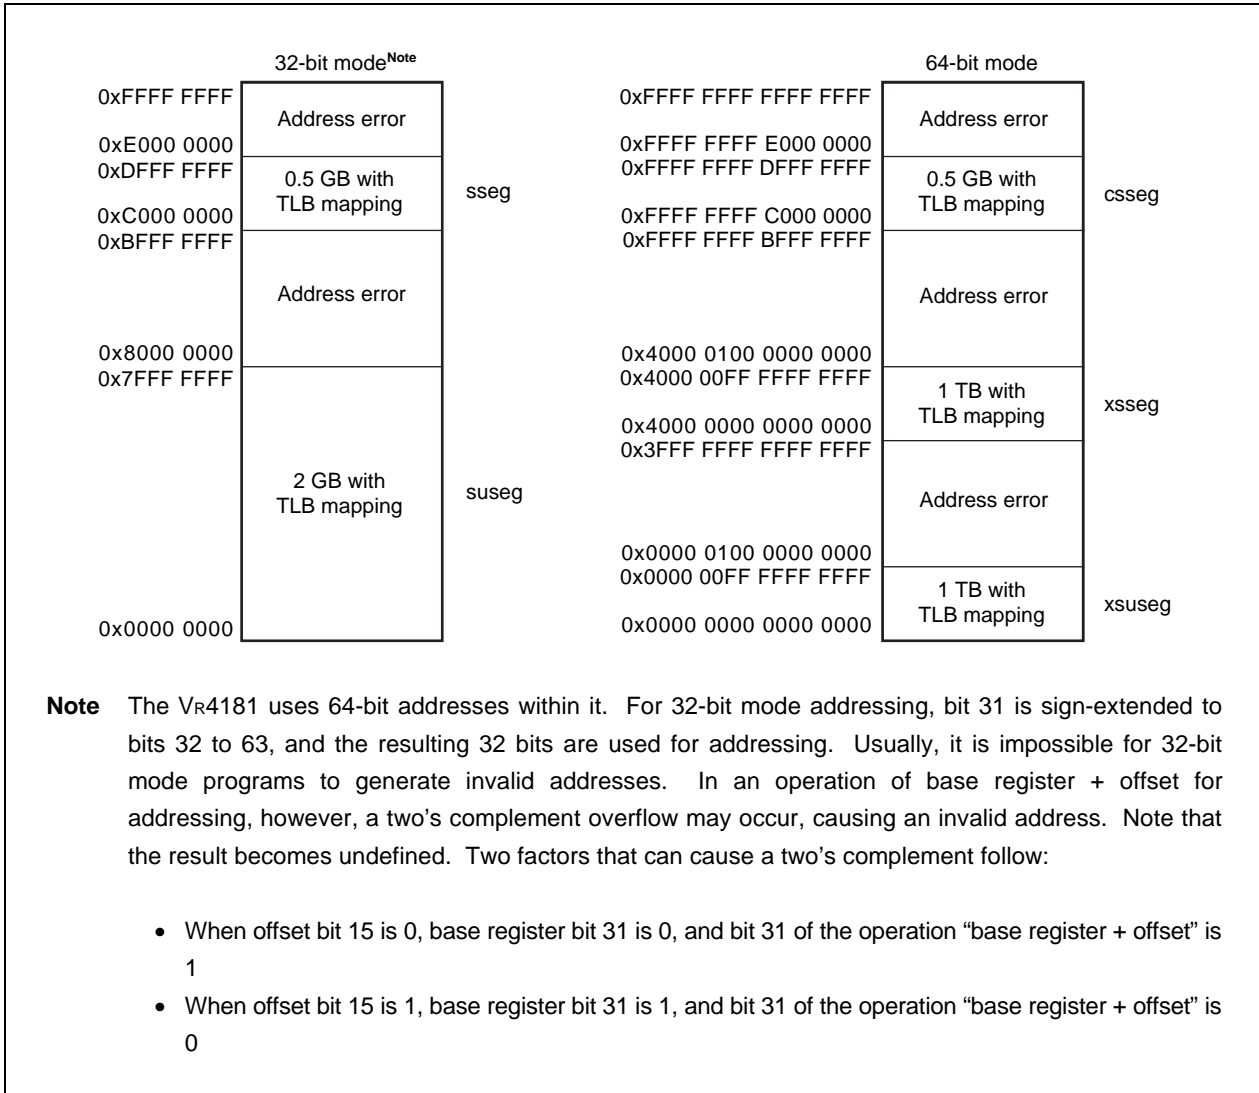 32-bit modeNote
0xFFFF FFFF
Address error
0xE000 0000
0xDFFF FFFF
0.5 GB with
TLB mapping
sseg
0xC000 0000
0xBFFF FFFF
Address error
0x8000 0000
0x7FFF FFFF
2 GB with
TLB mapping
suseg
0x0000 0000
64-bit mode
0xFFFF FFFF FFFF FFFF
Address error
0xFFFF FFFF E000 0000
0xFFFF FFFF DFFF FFFF
0.5 GB with
TLB mapping
csseg
0xFFFF FFFF C000 0000
0xFFFF FFFF BFFF FFFF
Address error
0x4000 0100 0000 0000
0x4000 00FF FFFF FFFF
1 TB with
TLB mapping
xsseg
0x4000 0000 0000 0000
0x3FFF FFFF FFFF FFFF
Address error
0x0000 0100 0000 0000
0x0000 00FF FFFF FFFF
1 TB with
TLB mapping
xsuseg
0x0000 0000 0000 0000
Note The VR4181 uses 64-bit addresses within it. For 32-bit mode addressing, bit 31 is sign-extended to
bits 32 to 63, and the resulting 32 bits are used for addressing. Usually, it is impossible for 32-bit
mode programs to generate invalid addresses. In an operation of base register + offset for
addressing, however, a two’s complement overflow may occur, causing an invalid address. Note that
the result becomes undefined. Two factors that can cause a two’s complement follow:
• When offset bit 15 is 0, base register bit 31 is 0, and bit 31 of the operation “base register + offset” is
1
• When offset bit 15 is 1, base register bit 31 is 1, and bit 31 of the operation “base register + offset” is
0